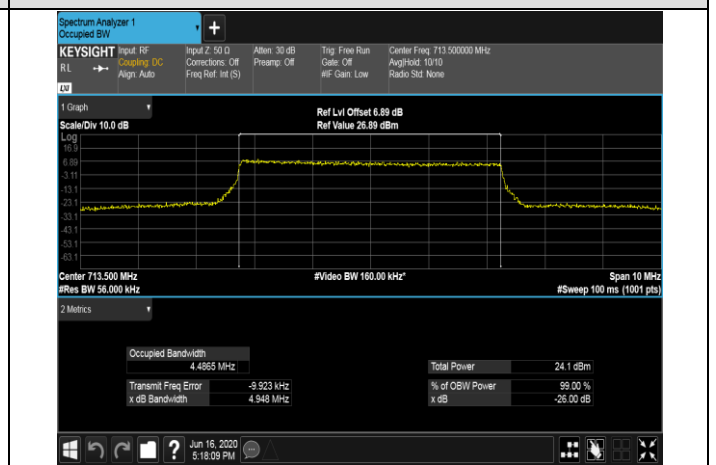 Spectrum Analyzer 1
Occupied BW
+
KEYSIGHT Input: RF Input Z: 50 Ω Atten: 30 dB Trig: Free Run Center Freq: 713.500000 MHz
RL Coupling: DC Corrections: Off Preamp: Off Gate: Off Avg|Hold: 10/10
Align: Auto Freq Ref: Int (S) #IF Gain: Low Radio Std: None
LXI
1 Graph
Ref Lvl Offset 6.89 dB
Scale/Div 10.0 dB Ref Value 26.89 dBm
Log
16.9
6.89
-3.11
-13.1
-23.1
-33.1
-43.1
-53.1
-63.1
Center 713.500 MHz #Video BW 160.00 kHz* Span 10 MHz
#Res BW 56.000 kHz #Sweep 100 ms (1001 pts)
2 Metrics
Occupied Bandwidth
4.4865 MHz Total Power 24.1 dBm
Transmit Freq Error -9.923 kHz % of OBW Power 99.00 %
x dB Bandwidth 4.948 MHz x dB -26.00 dB
? Jun 16, 2020
5:18:09 PM